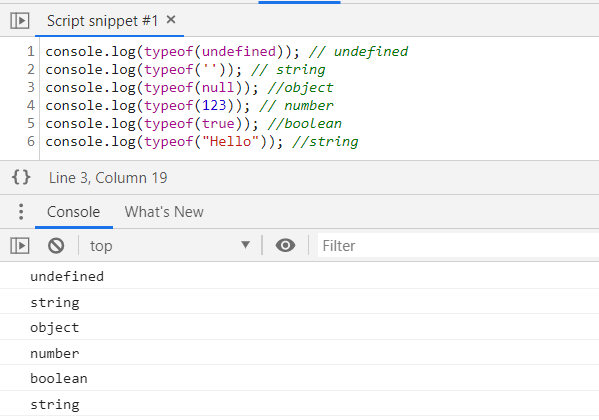 Script snippet #1 ×
1 console.log(typeof(undefined)); // undefined
2 console.log(typeof('')); // string
3 console.log(typeof(null)); //object
4 console.log(typeof(123)); // number
5 console.log(typeof(true)); //boolean
6 console.log(typeof("Hello")); //string
{} Line 3, Column 19
Console What's New
top Filter
undefined
string
object
number
boolean
string